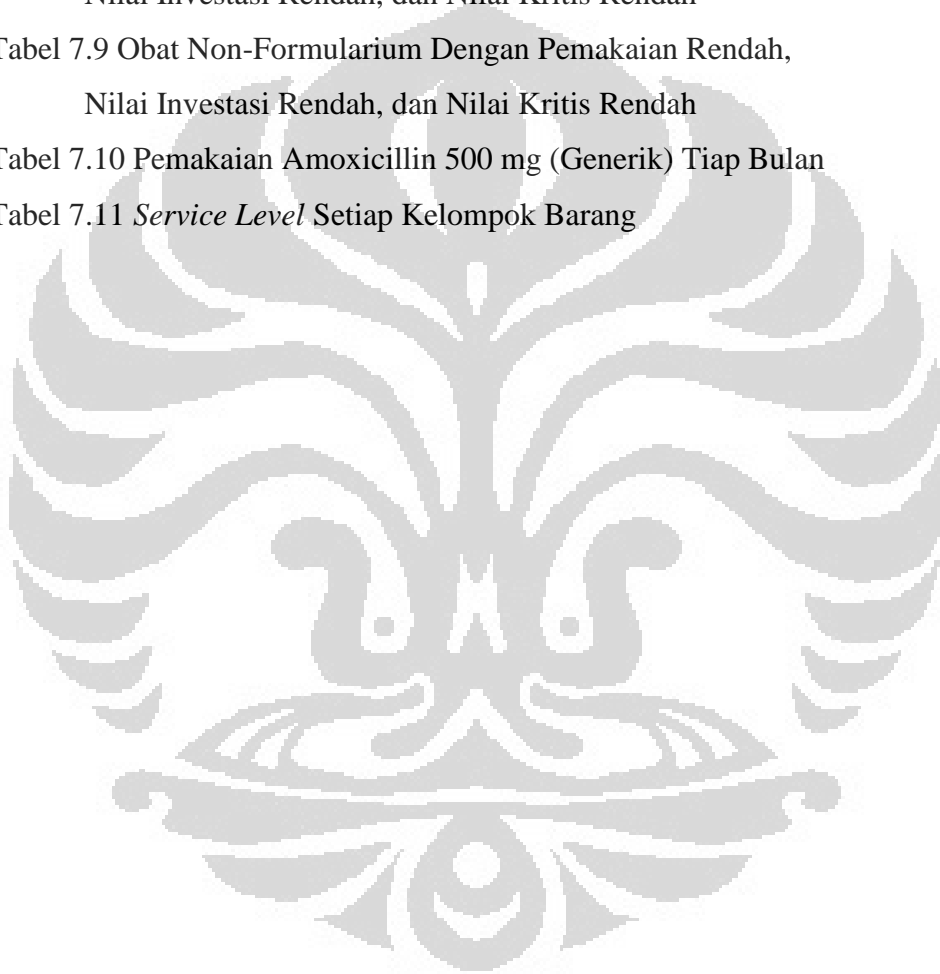 Nilai Investasi Rendah, dan Nilai Kritis Rendah
Tabel 7.9 Obat Non-Formularium Dengan Pemakaian Rendah,
Nilai Investasi Rendah, dan Nilai Kritis Rendah
Tabel 7.10 Pemakaian Amoxicillin 500 mg (Generik) Tiap Bulan
Tabel 7.11 Service Level Setiap Kelompok Barang